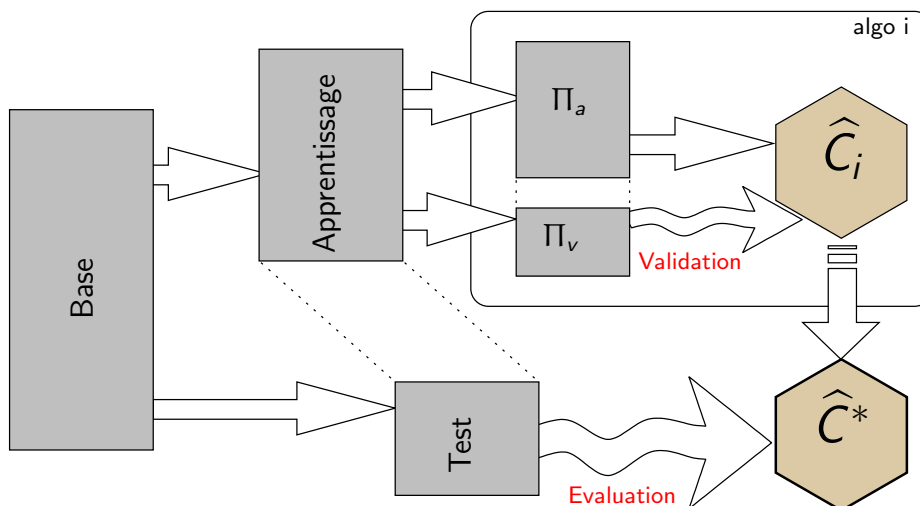 algo i
Base
Apprentissage
Π_a
Π_v
Ĉ_i
Validation
Test
Evaluation
Ĉ*